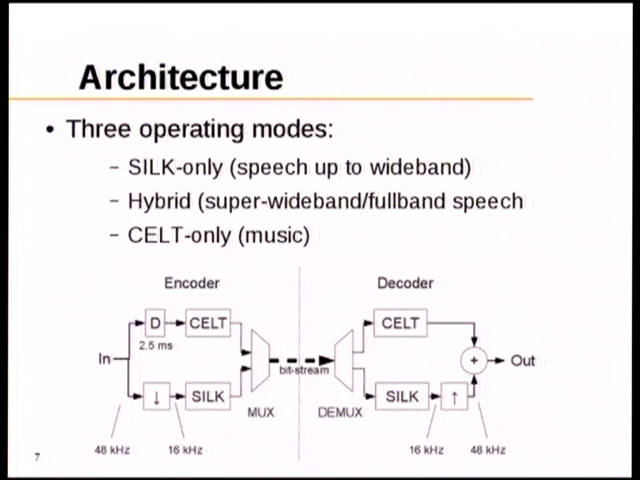 Architecture
• Three operating modes:
– SILK-only (speech up to wideband)
– Hybrid (super-wideband/fullband speech
– CELT-only (music)
Encoder
Decoder
D
CELT
CELT
2.5 ms
In
bit-stream
+
Out
↓
SILK
SILK
↑
MUX
DEMUX
48 kHz
16 kHz
16 kHz
48 kHz
7